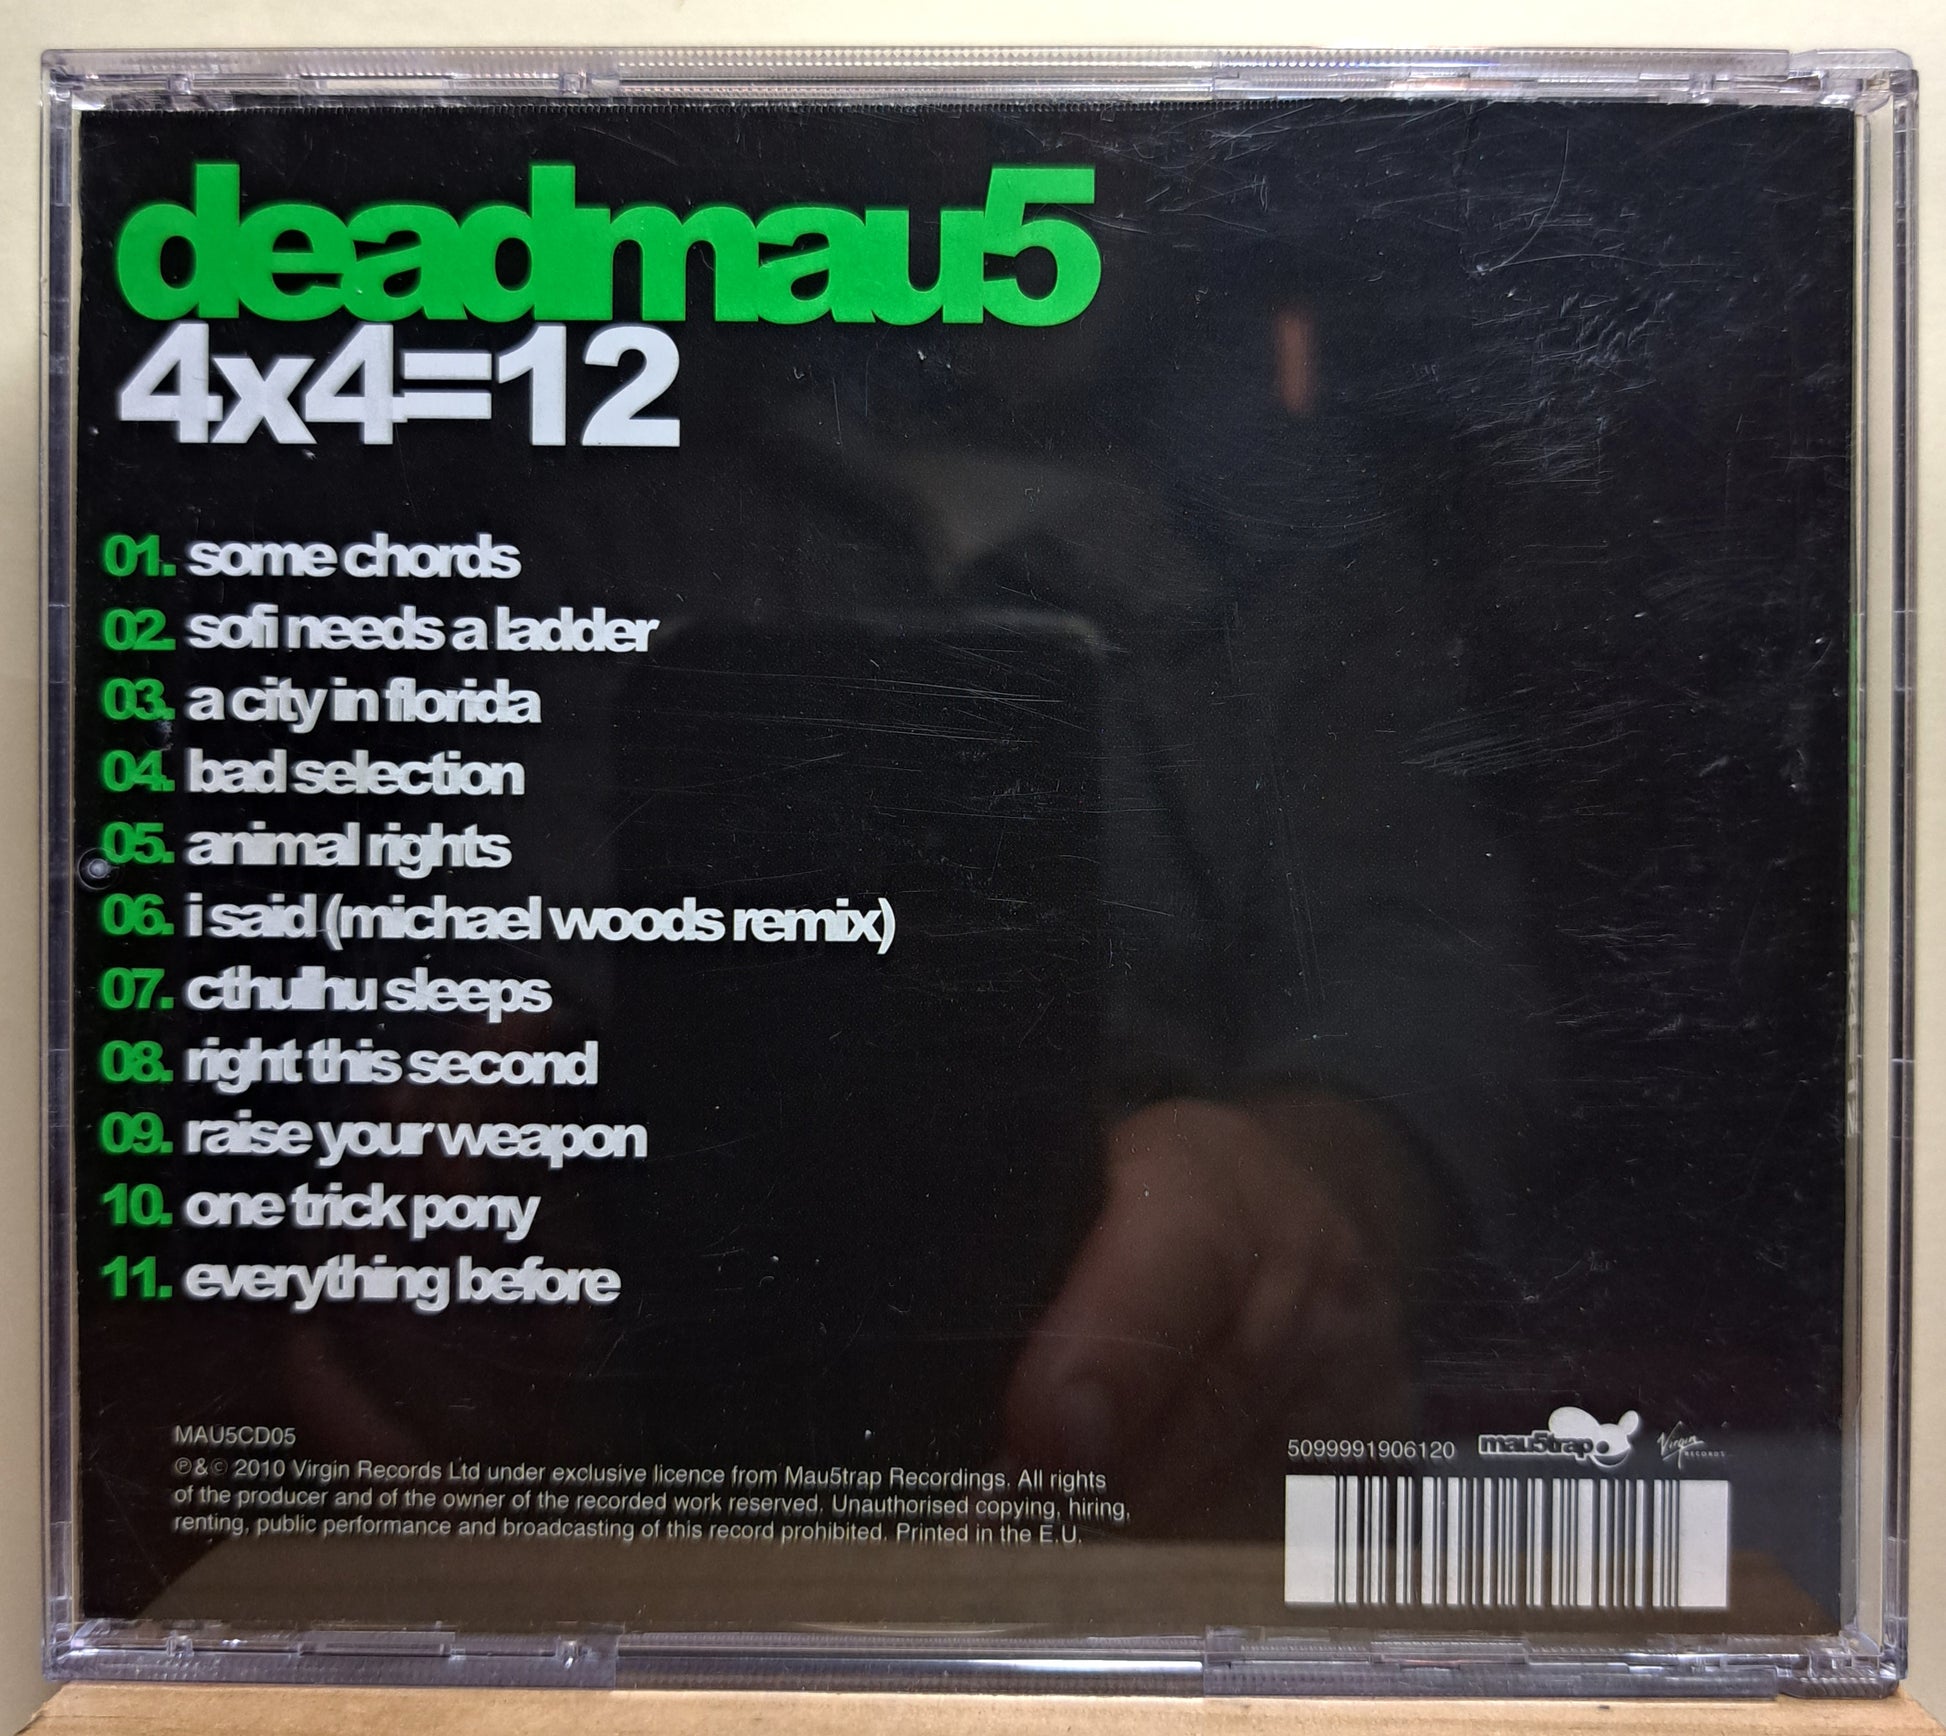 deadmau5
4x4=12
01. some chords
02. sofi needs a ladder
03. a city in florida
04. bad selection
05. animal rights
06. i said (michael woods remix)
07. cthulhu sleeps
08. right this second
09. raise your weapon
10. one trick pony
11. everything before
MAU5CD05
℗&© 2010 Virgin Records Ltd under exclusive licence from Mau5trap Recordings. All rights
of the producer and of the owner of the recorded work reserved. Unauthorised copying, hiring,
renting, public performance and broadcasting of this record prohibited. Printed in the E.U.
5099991906120
mau5trap
Virgin
RECORDS
4x4=12